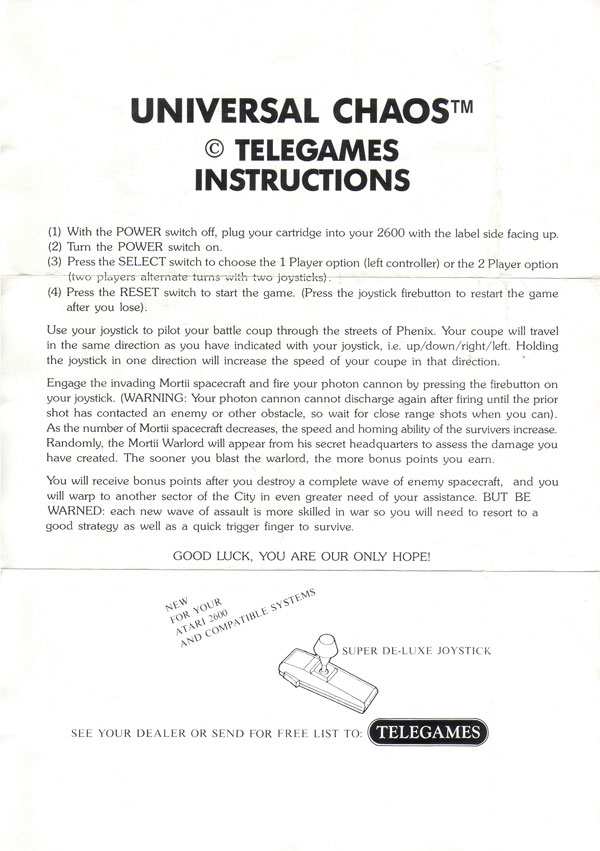 UNIVERSAL CHAOS™
© TELEGAMES
INSTRUCTIONS
(1) With the POWER switch off, plug your cartridge into your 2600 with the label side facing up.
(2) Turn the POWER switch on.
(3) Press the SELECT switch to choose the 1 Player option (left controller) or the 2 Player option
(two players alternate turns with two joysticks).
(4) Press the RESET switch to start the game. (Press the joystick firebutton to restart the game
after you lose).
Use your joystick to pilot your battle coup through the streets of Phenix. Your coupe will travel
in the same direction as you have indicated with your joystick, i.e. up/down/right/left. Holding
the joystick in one direction will increase the speed of your coupe in that direction.
Engage the invading Mortii spacecraft and fire your photon cannon by pressing the firebutton on
your joystick. (WARNING: Your photon cannon cannot discharge again after firing until the prior
shot has contacted an enemy or other obstacle, so wait for close range shots when you can).
As the number of Mortii spacecraft decreases, the speed and homing ability of the survivers increase.
Randomly, the Mortii Warlord will appear from his secret headquarters to assess the damage you
have created. The sooner you blast the warlord, the more bonus points you earn.
You will receive bonus points after you destroy a complete wave of enemy spacecraft, and you
will warp to another sector of the City in even greater need of your assistance. BUT BE
WARNED: each new wave of assault is more skilled in war so you will need to resort to a
good strategy as well as a quick trigger finger to survive.
GOOD LUCK, YOU ARE OUR ONLY HOPE!
NEW
FOR YOUR
ATARI 2600
AND COMPATIBLE SYSTEMS
SUPER DE-LUXE JOYSTICK
SEE YOUR DEALER OR SEND FOR FREE LIST TO: TELEGAMES